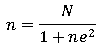 n = N / (1 + ne²)